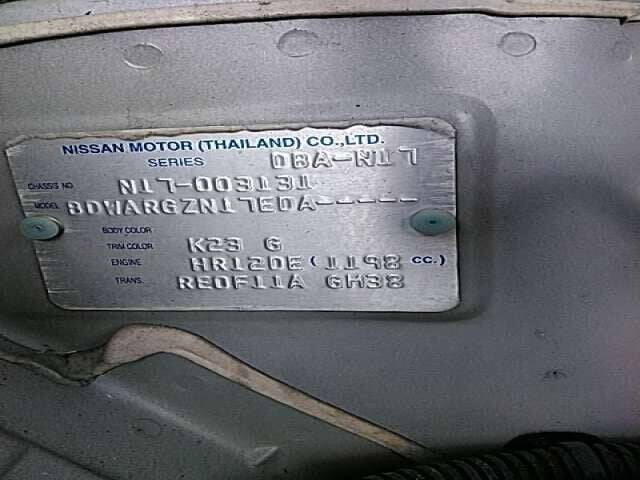 NISSAN MOTOR (THAILAND) CO.,LTD.
SERIES DBA-N17
CHASSIS NO N17-003131
MODEL BDWARGZN17EDA-----
BODY COLOR
TRIM COLOR K23 G
ENGINE HR12DE (1198 CC.)
TRANS. RE0F11A GH38